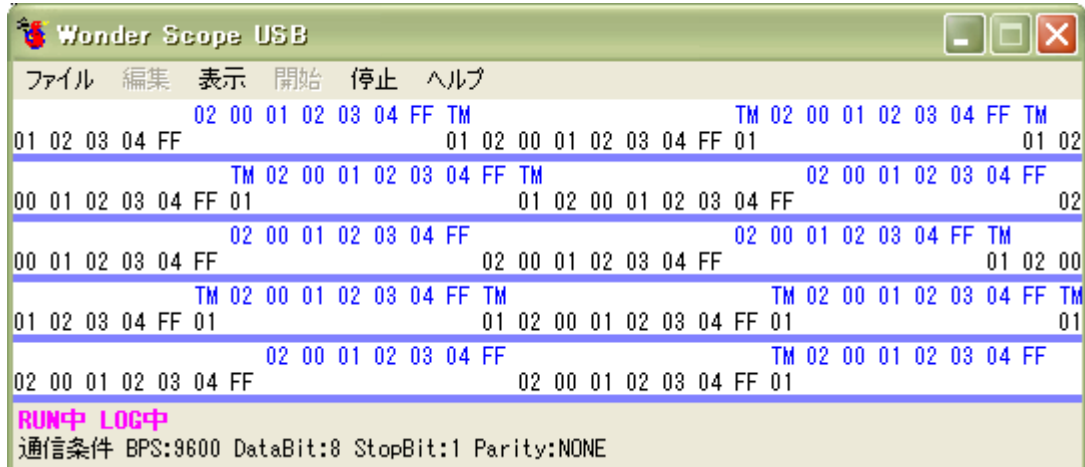 Wonder Scope USB
ファイル 編集 表示 開始 停止 ヘルプ
02 00 01 02 03 04 FF TM TM 02 00 01 02 03 04 FF TM
01 02 03 04 FF 01 02 00 01 02 03 04 FF 01 01 02
TM 02 00 01 02 03 04 FF TM 02 00 01 02 03 04 FF
00 01 02 03 04 FF 01 01 02 00 01 02 03 04 FF 02
02 00 01 02 03 04 FF 02 00 01 02 03 04 FF TM
00 01 02 03 04 FF 02 00 01 02 03 04 FF 01 02 00
TM 02 00 01 02 03 04 FF TM TM 02 00 01 02 03 04 FF TM
01 02 03 04 FF 01 01 02 00 01 02 03 04 FF 01 01
02 00 01 02 03 04 FF TM 02 00 01 02 03 04 FF
02 00 01 02 03 04 FF 02 00 01 02 03 04 FF 01
RUN中 LOG中
通信条件 BPS:9600 DataBit:8 StopBit:1 Parity:NONE